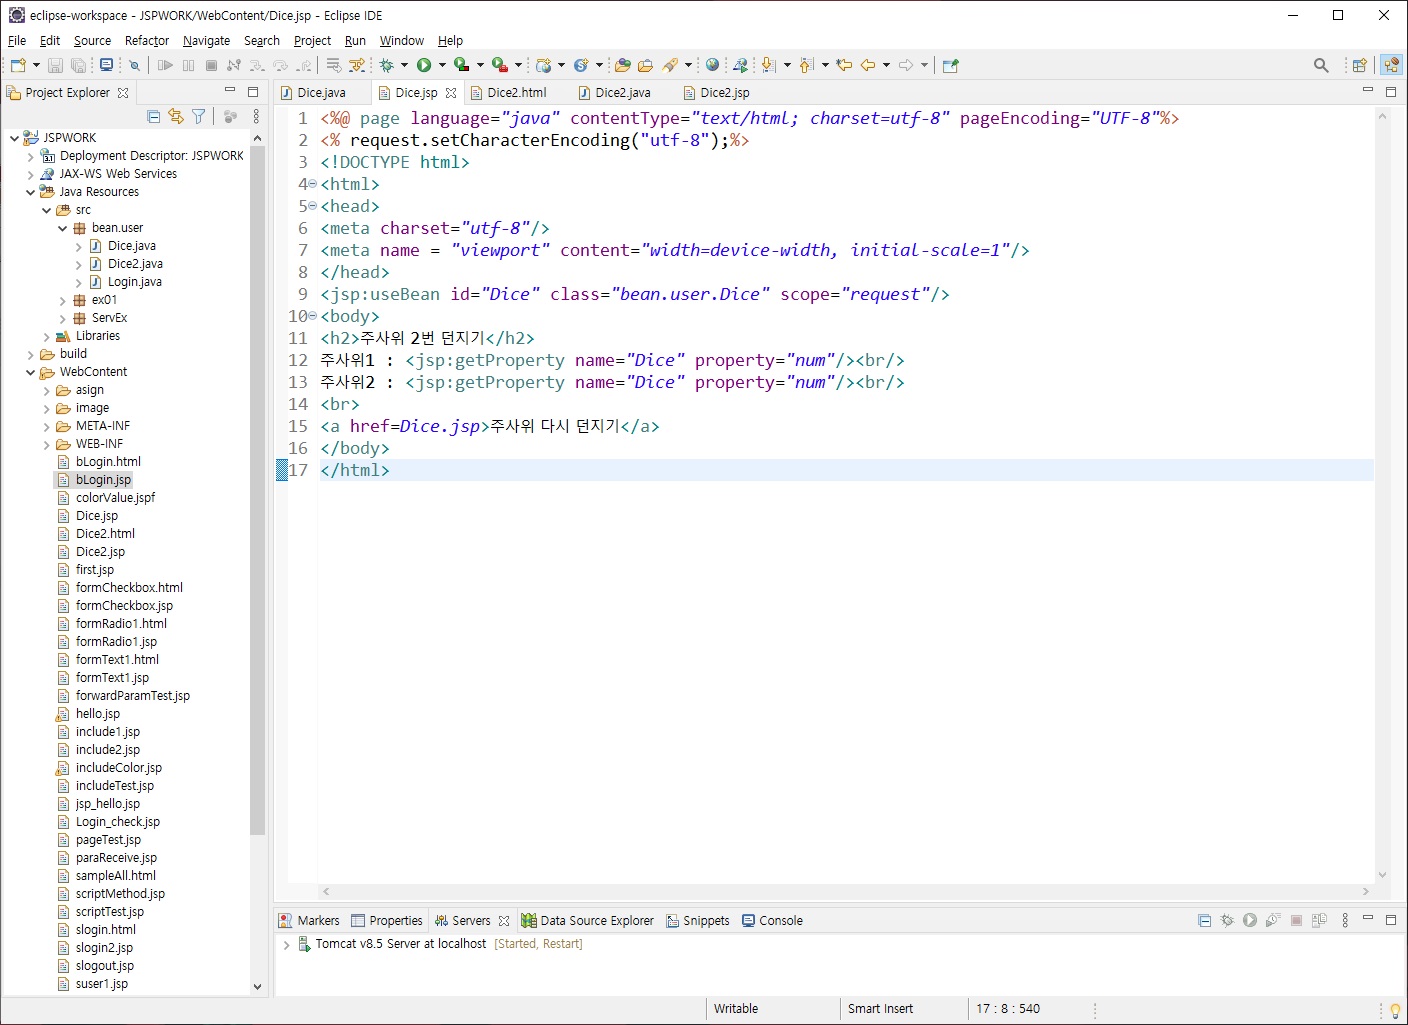 eclipse-workspace - JSPWORK/WebContent/Dice.jsp - Eclipse IDE
File Edit Source Refactor Navigate Search Project Run Window Help
Project Explorer
Dice.java Dice.jsp Dice2.html Dice2.java Dice2.jsp
JSPWORK
Deployment Descriptor: JSPWORK
JAX-WS Web Services
Java Resources
src
bean.user
Dice.java
Dice2.java
Login.java
ex01
ServEx
Libraries
build
WebContent
asign
image
META-INF
WEB-INF
bLogin.html
bLogin.jsp
colorValue.jspf
Dice.jsp
Dice2.html
Dice2.jsp
first.jsp
formCheckbox.html
formCheckbox.jsp
formRadio1.html
formRadio1.jsp
formText1.html
formText1.jsp
forwardParamTest.jsp
hello.jsp
include1.jsp
include2.jsp
includeColor.jsp
includeTest.jsp
jsp_hello.jsp
Login_check.jsp
pageTest.jsp
paraReceive.jsp
sampleAll.html
scriptMethod.jsp
scriptTest.jsp
slogin.html
slogin2.jsp
slogout.jsp
suser1.jsp
1 <%@ page language="java" contentType="text/html; charset=utf-8" pageEncoding="UTF-8"%>
2 <% request.setCharacterEncoding("utf-8");%>
3 <!DOCTYPE html>
4 <html>
5 <head>
6 <meta charset="utf-8"/>
7 <meta name = "viewport" content="width=device-width, initial-scale=1"/>
8 </head>
9 <jsp:useBean id="Dice" class="bean.user.Dice" scope="request"/>
10 <body>
11 <h2>주사위 2번 던지기</h2>
12 주사위1 : <jsp:getProperty name="Dice" property="num"/><br/>
13 주사위2 : <jsp:getProperty name="Dice" property="num"/><br/>
14 <br>
15 <a href=Dice.jsp>주사위 다시 던지기</a>
16 </body>
17 </html>
Markers Properties Servers Data Source Explorer Snippets Console
Tomcat v8.5 Server at localhost [Started, Restart]
Writable Smart Insert 17 : 8 : 540